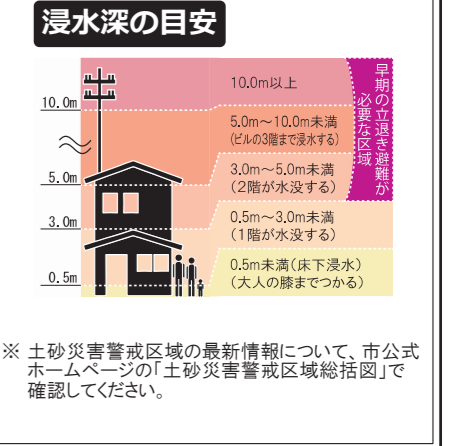 浸水深の目安
10.0m以上
10.0m
5.0m～10.0m未満
(ビルの3階まで浸水する)
5.0m
3.0m～5.0m未満
(2階が水没する)
3.0m
0.5m～3.0m未満
(1階が水没する)
0.5m
0.5m未満(床下浸水)
(大人の膝までつかる)
早期の立退き避難が
必要な区域
※ 土砂災害警戒区域の最新情報について、市公式
ホームページの「土砂災害警戒区域総括図」で
確認してください。